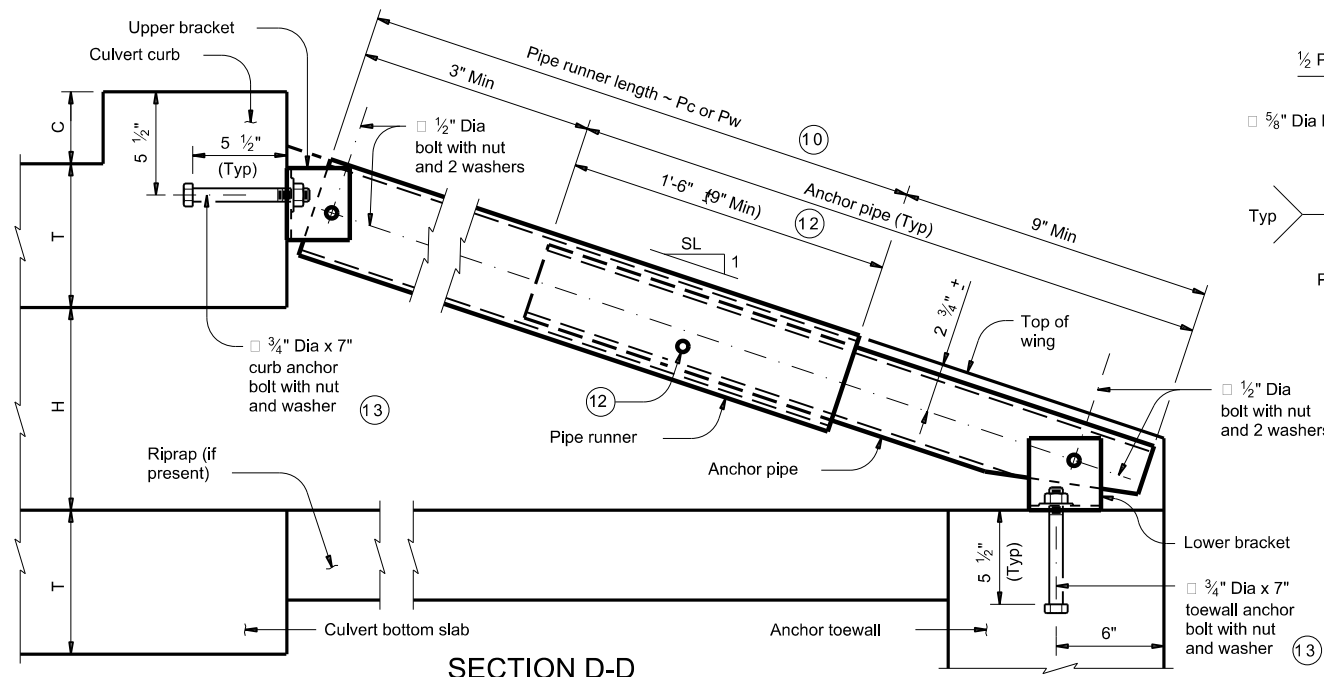 Upper bracket
Culvert curb
Pipe runner length ~ Pc or Pw
3" Min
10
□ ½" Dia
bolt with nut
and 2 washers
C
5 ½"
5 ½"
(Typ)
1'-6"
(9" Min)
12
Anchor pipe (Typ)
9" Min
½ F
□ ⅝" Dia
Typ
T
SL
1
2 ¾" ±
Top of
wing
□ ¾" Dia x 7"
curb anchor
bolt with nut
and washer
13
H
12
Pipe runner
Anchor pipe
□ ½" Dia
bolt with nut
and 2 washers
Riprap (if
present)
T
5 ½"
(Typ)
Lower bracket
□ ¾" Dia x 7"
toewall anchor
bolt with nut
and washer
13
Culvert bottom slab
Anchor toewall
6"
SECTION D-D